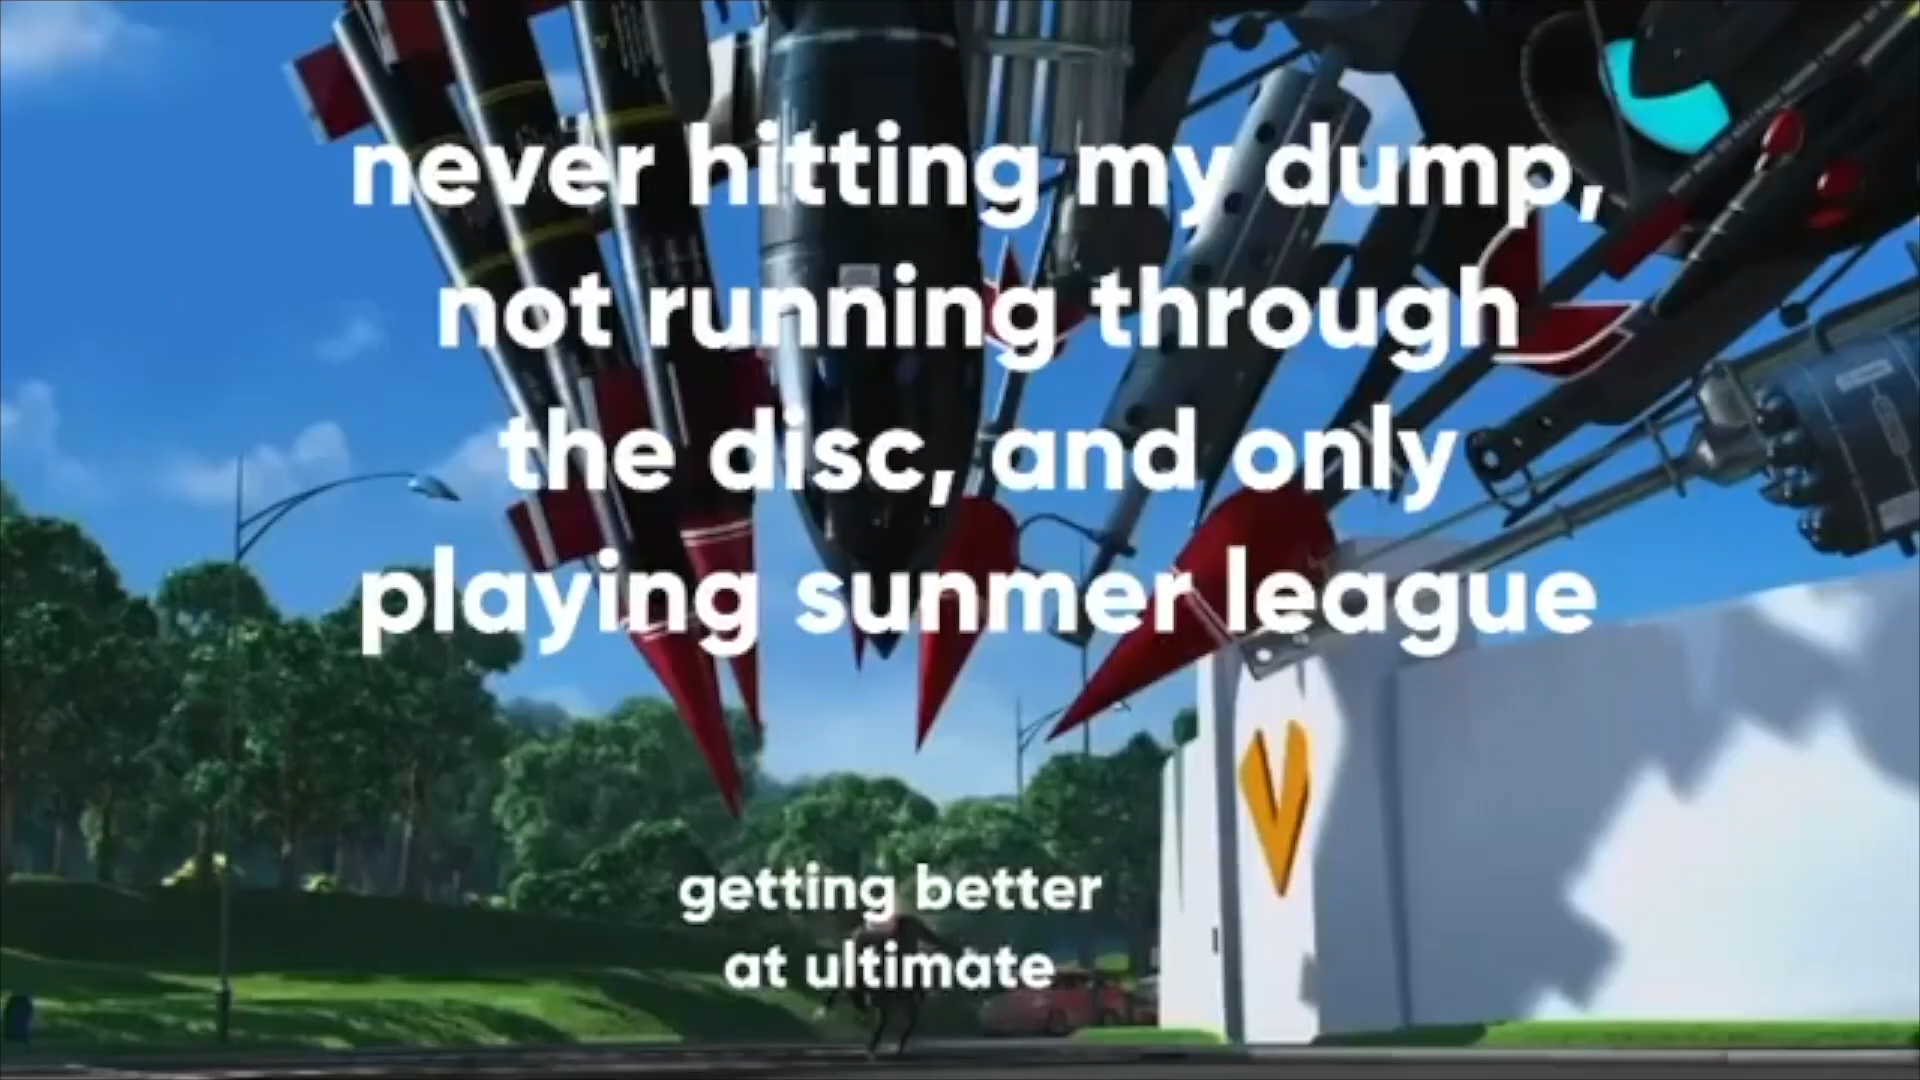 never hitting my dump,
not running through
the disc, and only
playing sunmer league
V
getting better
at ultimate